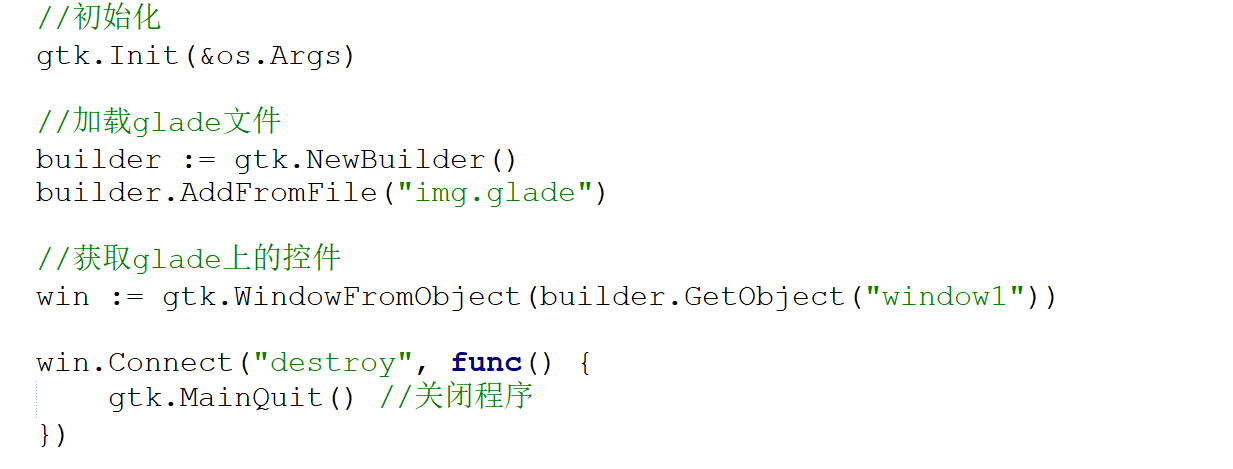 //初始化
gtk.Init(&os.Args)
//加载glade文件
builder := gtk.NewBuilder()
builder.AddFromFile("img.glade")
//获取glade上的控件
win := gtk.WindowFromObject(builder.GetObject("window1"))
win.Connect("destroy", func() {
    gtk.MainQuit() //关闭程序
})